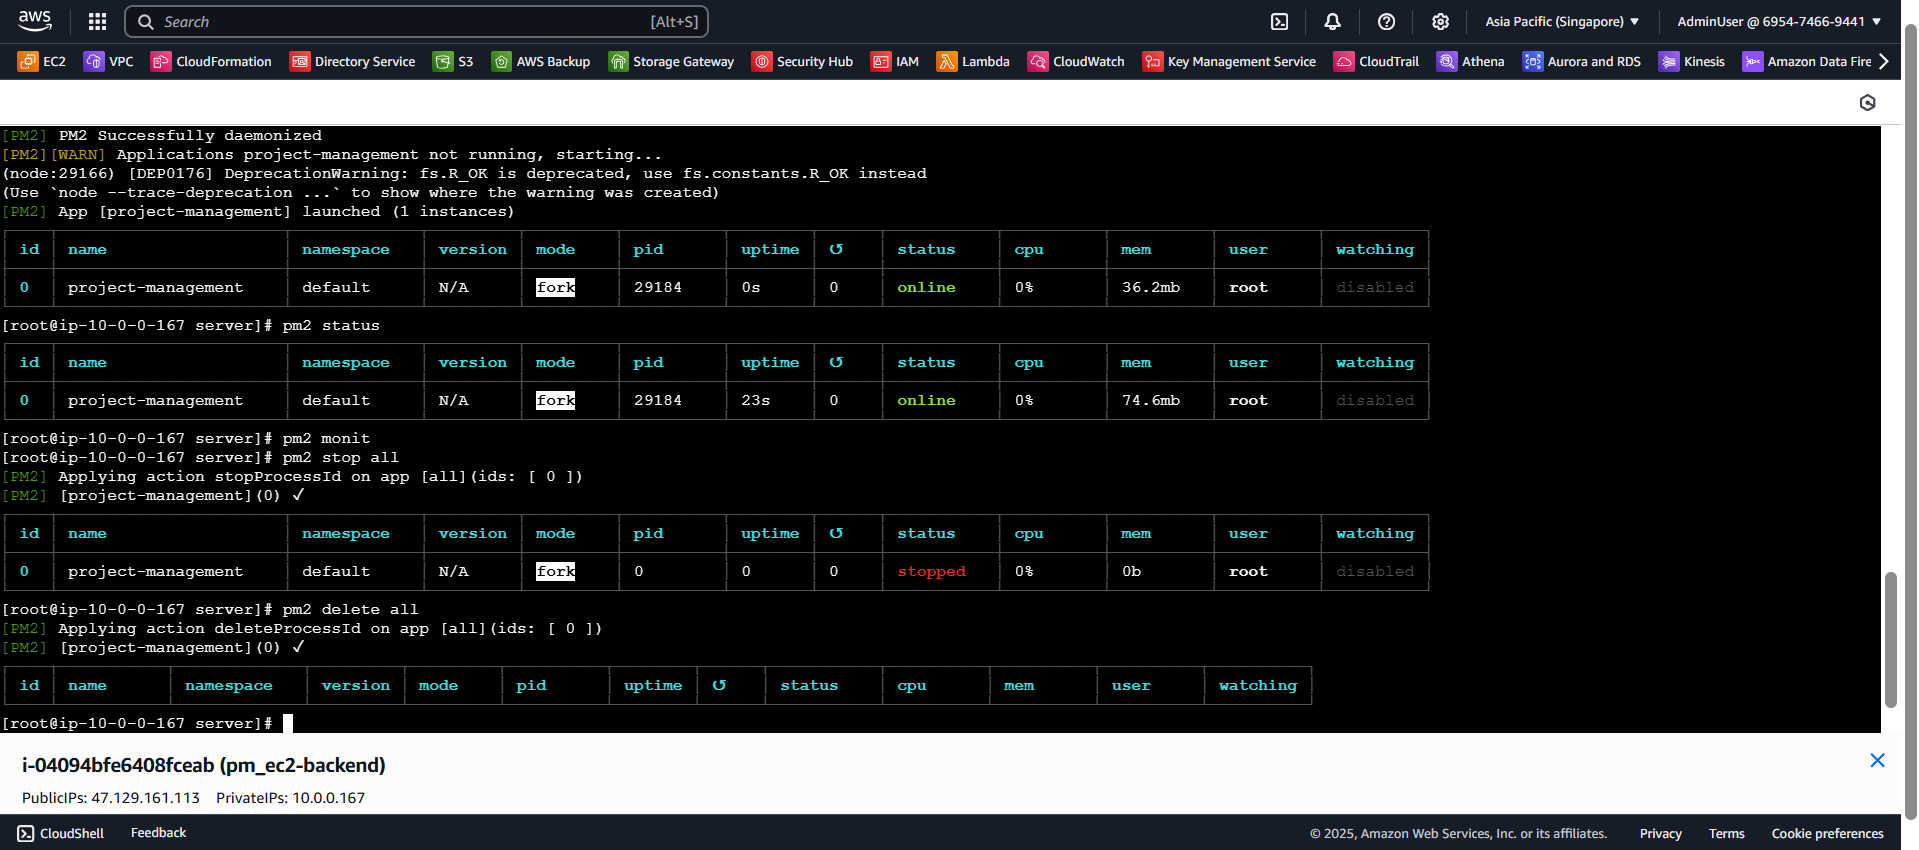 aws Search [Alt+S] Asia Pacific (Singapore) ▼ AdminUser @ 6954-7466-9441 ▼
EC2 VPC CloudFormation Directory Service S3 AWS Backup Storage Gateway Security Hub IAM Lambda CloudWatch Key Management Service CloudTrail Athena Aurora and RDS Kinesis Amazon Data Fire
[PM2] PM2 Successfully daemonized
[PM2][WARN] Applications project-management not running, starting...
(node:29166) [DEP0176] DeprecationWarning: fs.R_OK is deprecated, use fs.constants.R_OK instead
(Use `node --trace-deprecation ...` to show where the warning was created)
[PM2] App [project-management] launched (1 instances)
id name namespace version mode pid uptime ↺ status cpu mem user watching
0 project-management default N/A fork 29184 0s 0 online 0% 36.2mb root disabled
[root@ip-10-0-0-167 server]# pm2 status
id name namespace version mode pid uptime ↺ status cpu mem user watching
0 project-management default N/A fork 29184 23s 0 online 0% 74.6mb root disabled
[root@ip-10-0-0-167 server]# pm2 monit
[root@ip-10-0-0-167 server]# pm2 stop all
[PM2] Applying action stopProcessId on app [all](ids: [ 0 ])
[PM2] [project-management](0) ✓
id name namespace version mode pid uptime ↺ status cpu mem user watching
0 project-management default N/A fork 0 0 0 stopped 0% 0b root disabled
[root@ip-10-0-0-167 server]# pm2 delete all
[PM2] Applying action deleteProcessId on app [all](ids: [ 0 ])
[PM2] [project-management](0) ✓
id name namespace version mode pid uptime ↺ status cpu mem user watching
[root@ip-10-0-0-167 server]#
i-04094bfe6408fceab (pm_ec2-backend)
PublicIPs: 47.129.161.113 PrivateIPs: 10.0.0.167
CloudShell Feedback © 2025, Amazon Web Services, Inc. or its affiliates. Privacy Terms Cookie preferences